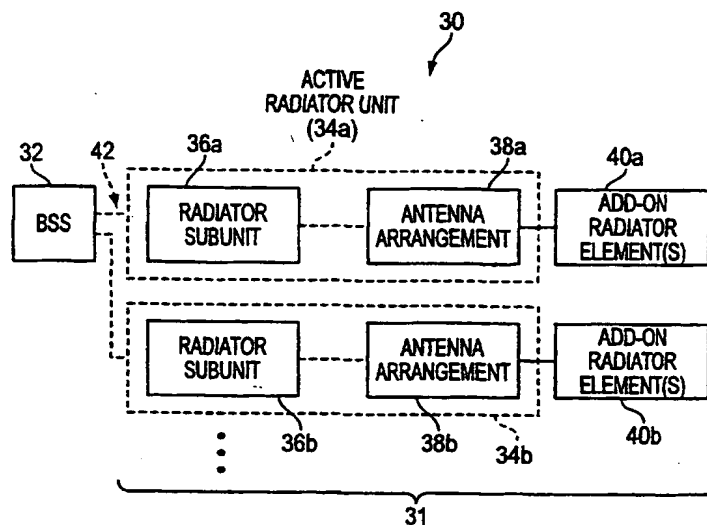 30
ACTIVE
RADIATOR UNIT
(34a)
32
42
36a
38a
40a
BSS
RADIATOR
SUBUNIT
ANTENNA
ARRANGEMENT
ADD-ON
RADIATOR
ELEMENT(S)
RADIATOR
SUBUNIT
ANTENNA
ARRANGEMENT
ADD-ON
RADIATOR
ELEMENT(S)
36b
38b
34b
40b
31